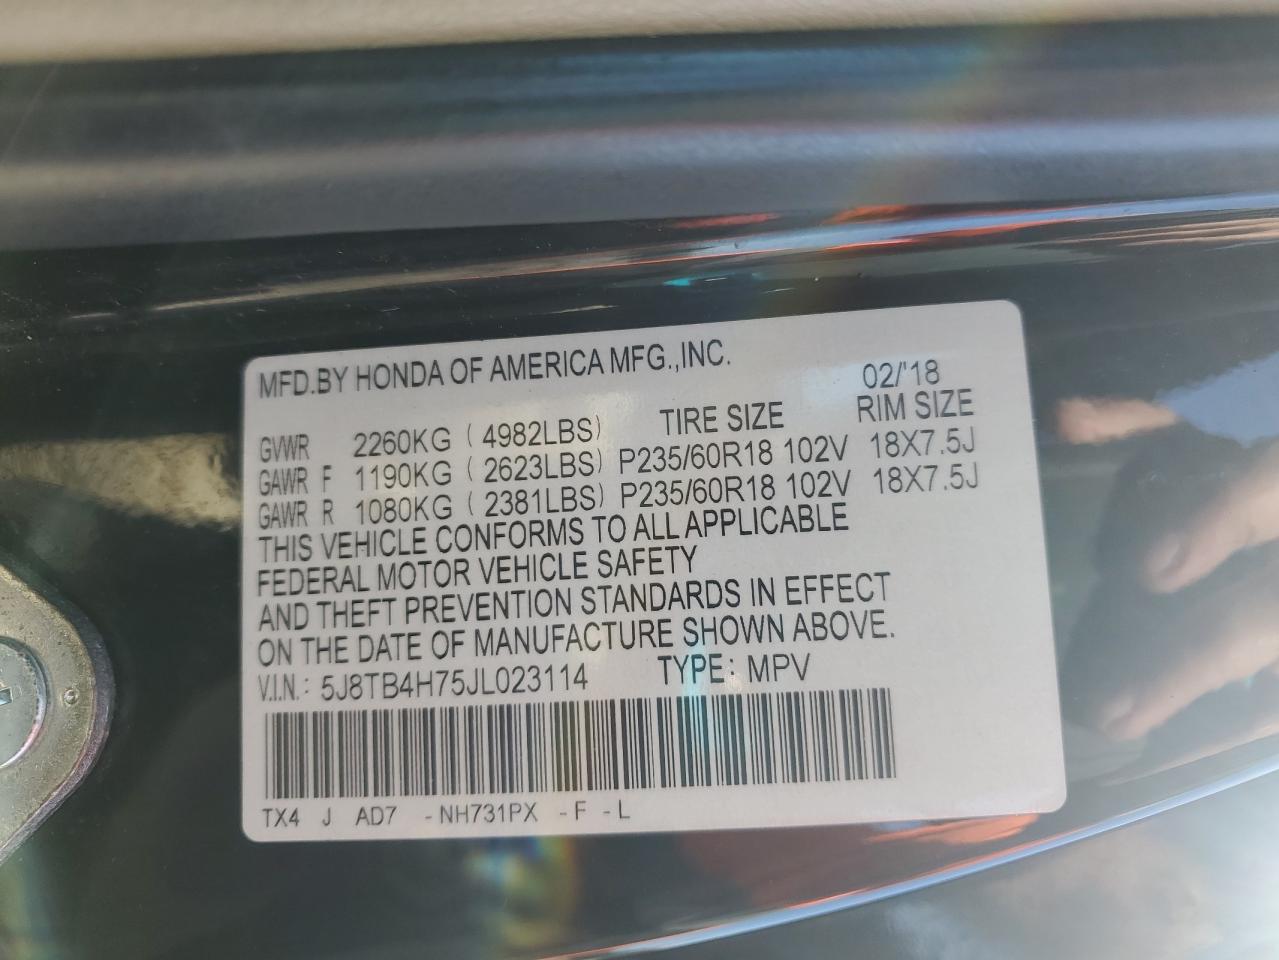 MFD.BY HONDA OF AMERICA MFG.,INC. 02/'18
GVWR 2260KG ( 4982LBS) TIRE SIZE RIM SIZE
GAWR F 1190KG ( 2623LBS) P235/60R18 102V 18X7.5J
GAWR R 1080KG ( 2381LBS) P235/60R18 102V 18X7.5J
THIS VEHICLE CONFORMS TO ALL APPLICABLE
FEDERAL MOTOR VEHICLE SAFETY
AND THEFT PREVENTION STANDARDS IN EFFECT
ON THE DATE OF MANUFACTURE SHOWN ABOVE.
V.I.N.: 5J8TB4H75JL023114 TYPE: MPV
TX4 J AD7 -NH731PX -F -L